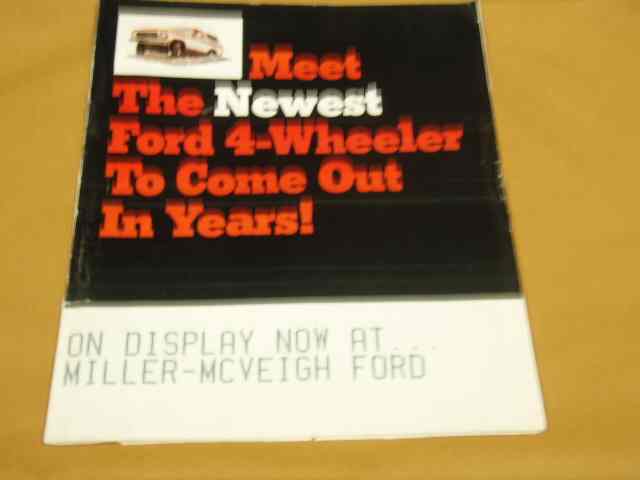 Meet
The Newest
Ford 4-Wheeler
To Come Out
In Years!
ON DISPLAY NOW AT...
MILLER-MCVEIGH FORD